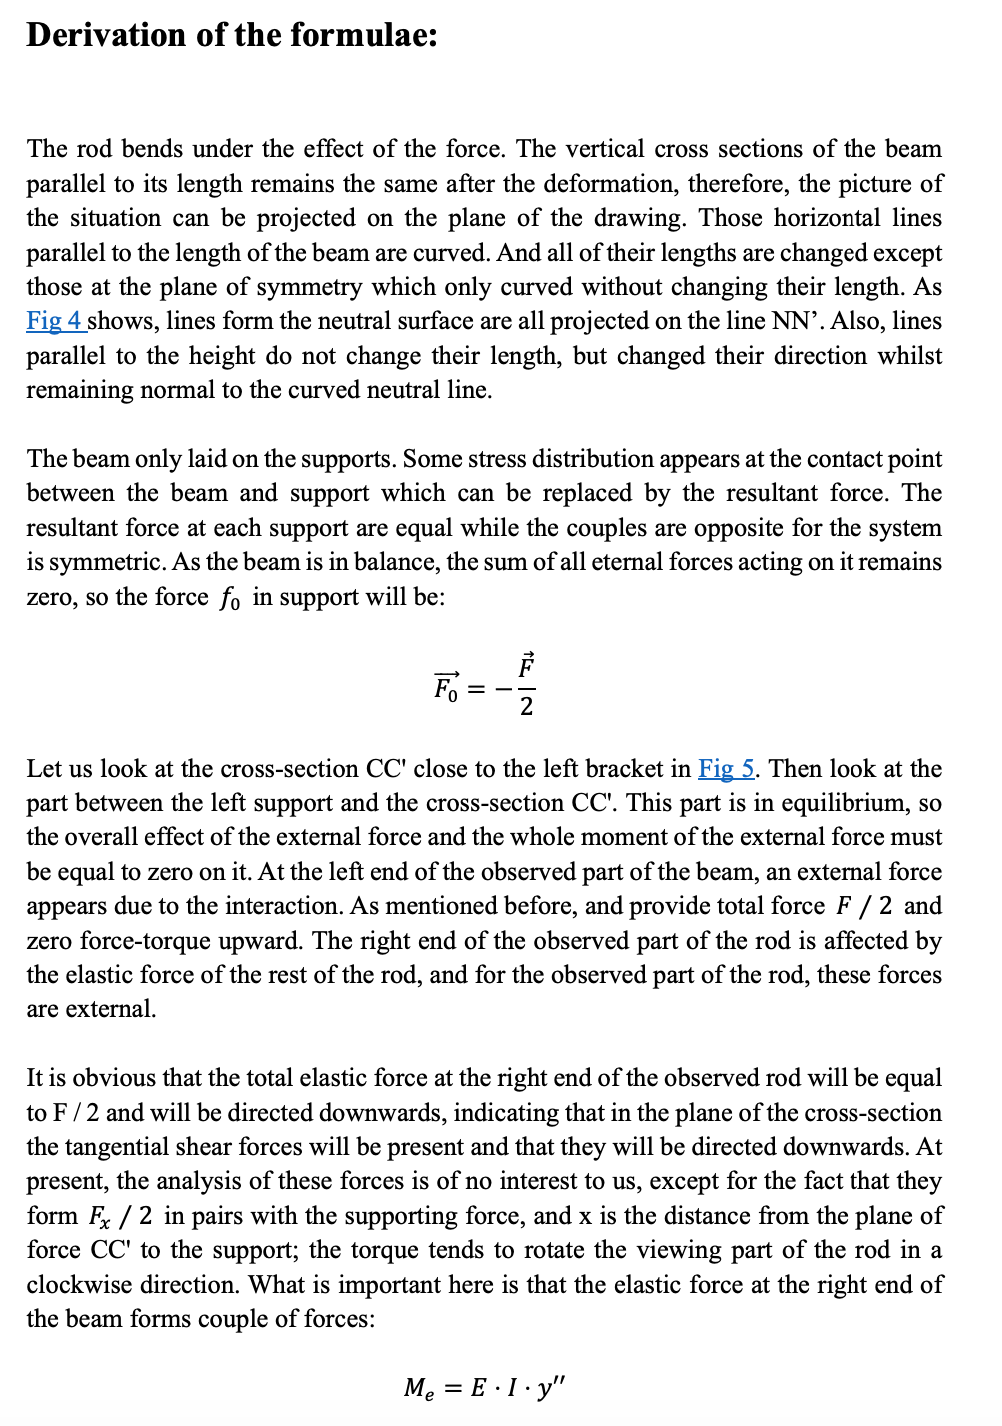 Derivation of the formulae:
The rod bends under the effect of the force. The vertical cross sections of the beam
parallel to its length remains the same after the deformation, therefore, the picture of
the situation can be projected on the plane of the drawing. Those horizontal lines
parallel to the length of the beam are curved. And all of their lengths are changed except
those at the plane of symmetry which only curved without changing their length. As
Fig 4 shows, lines form the neutral surface are all projected on the line NN’. Also, lines
parallel to the height do not change their length, but changed their direction whilst
remaining normal to the curved neutral line.
The beam only laid on the supports. Some stress distribution appears at the contact point
between the beam and support which can be replaced by the resultant force. The
resultant force at each support are equal while the couples are opposite for the system
is symmetric. As the beam is in balance, the sum of all eternal forces acting on it remains
zero, so the force f₀ in support will be:
F₀⃗ = −F⃗/2
Let us look at the cross-section CC' close to the left bracket in Fig 5. Then look at the
part between the left support and the cross-section CC'. This part is in equilibrium, so
the overall effect of the external force and the whole moment of the external force must
be equal to zero on it. At the left end of the observed part of the beam, an external force
appears due to the interaction. As mentioned before, and provide total force F / 2 and
zero force-torque upward. The right end of the observed part of the rod is affected by
the elastic force of the rest of the rod, and for the observed part of the rod, these forces
are external.
It is obvious that the total elastic force at the right end of the observed rod will be equal
to F / 2 and will be directed downwards, indicating that in the plane of the cross-section
the tangential shear forces will be present and that they will be directed downwards. At
present, the analysis of these forces is of no interest to us, except for the fact that they
form Fₓ / 2 in pairs with the supporting force, and x is the distance from the plane of
force CC' to the support; the torque tends to rotate the viewing part of the rod in a
clockwise direction. What is important here is that the elastic force at the right end of
the beam forms couple of forces:
Mₑ = E · I · y′′